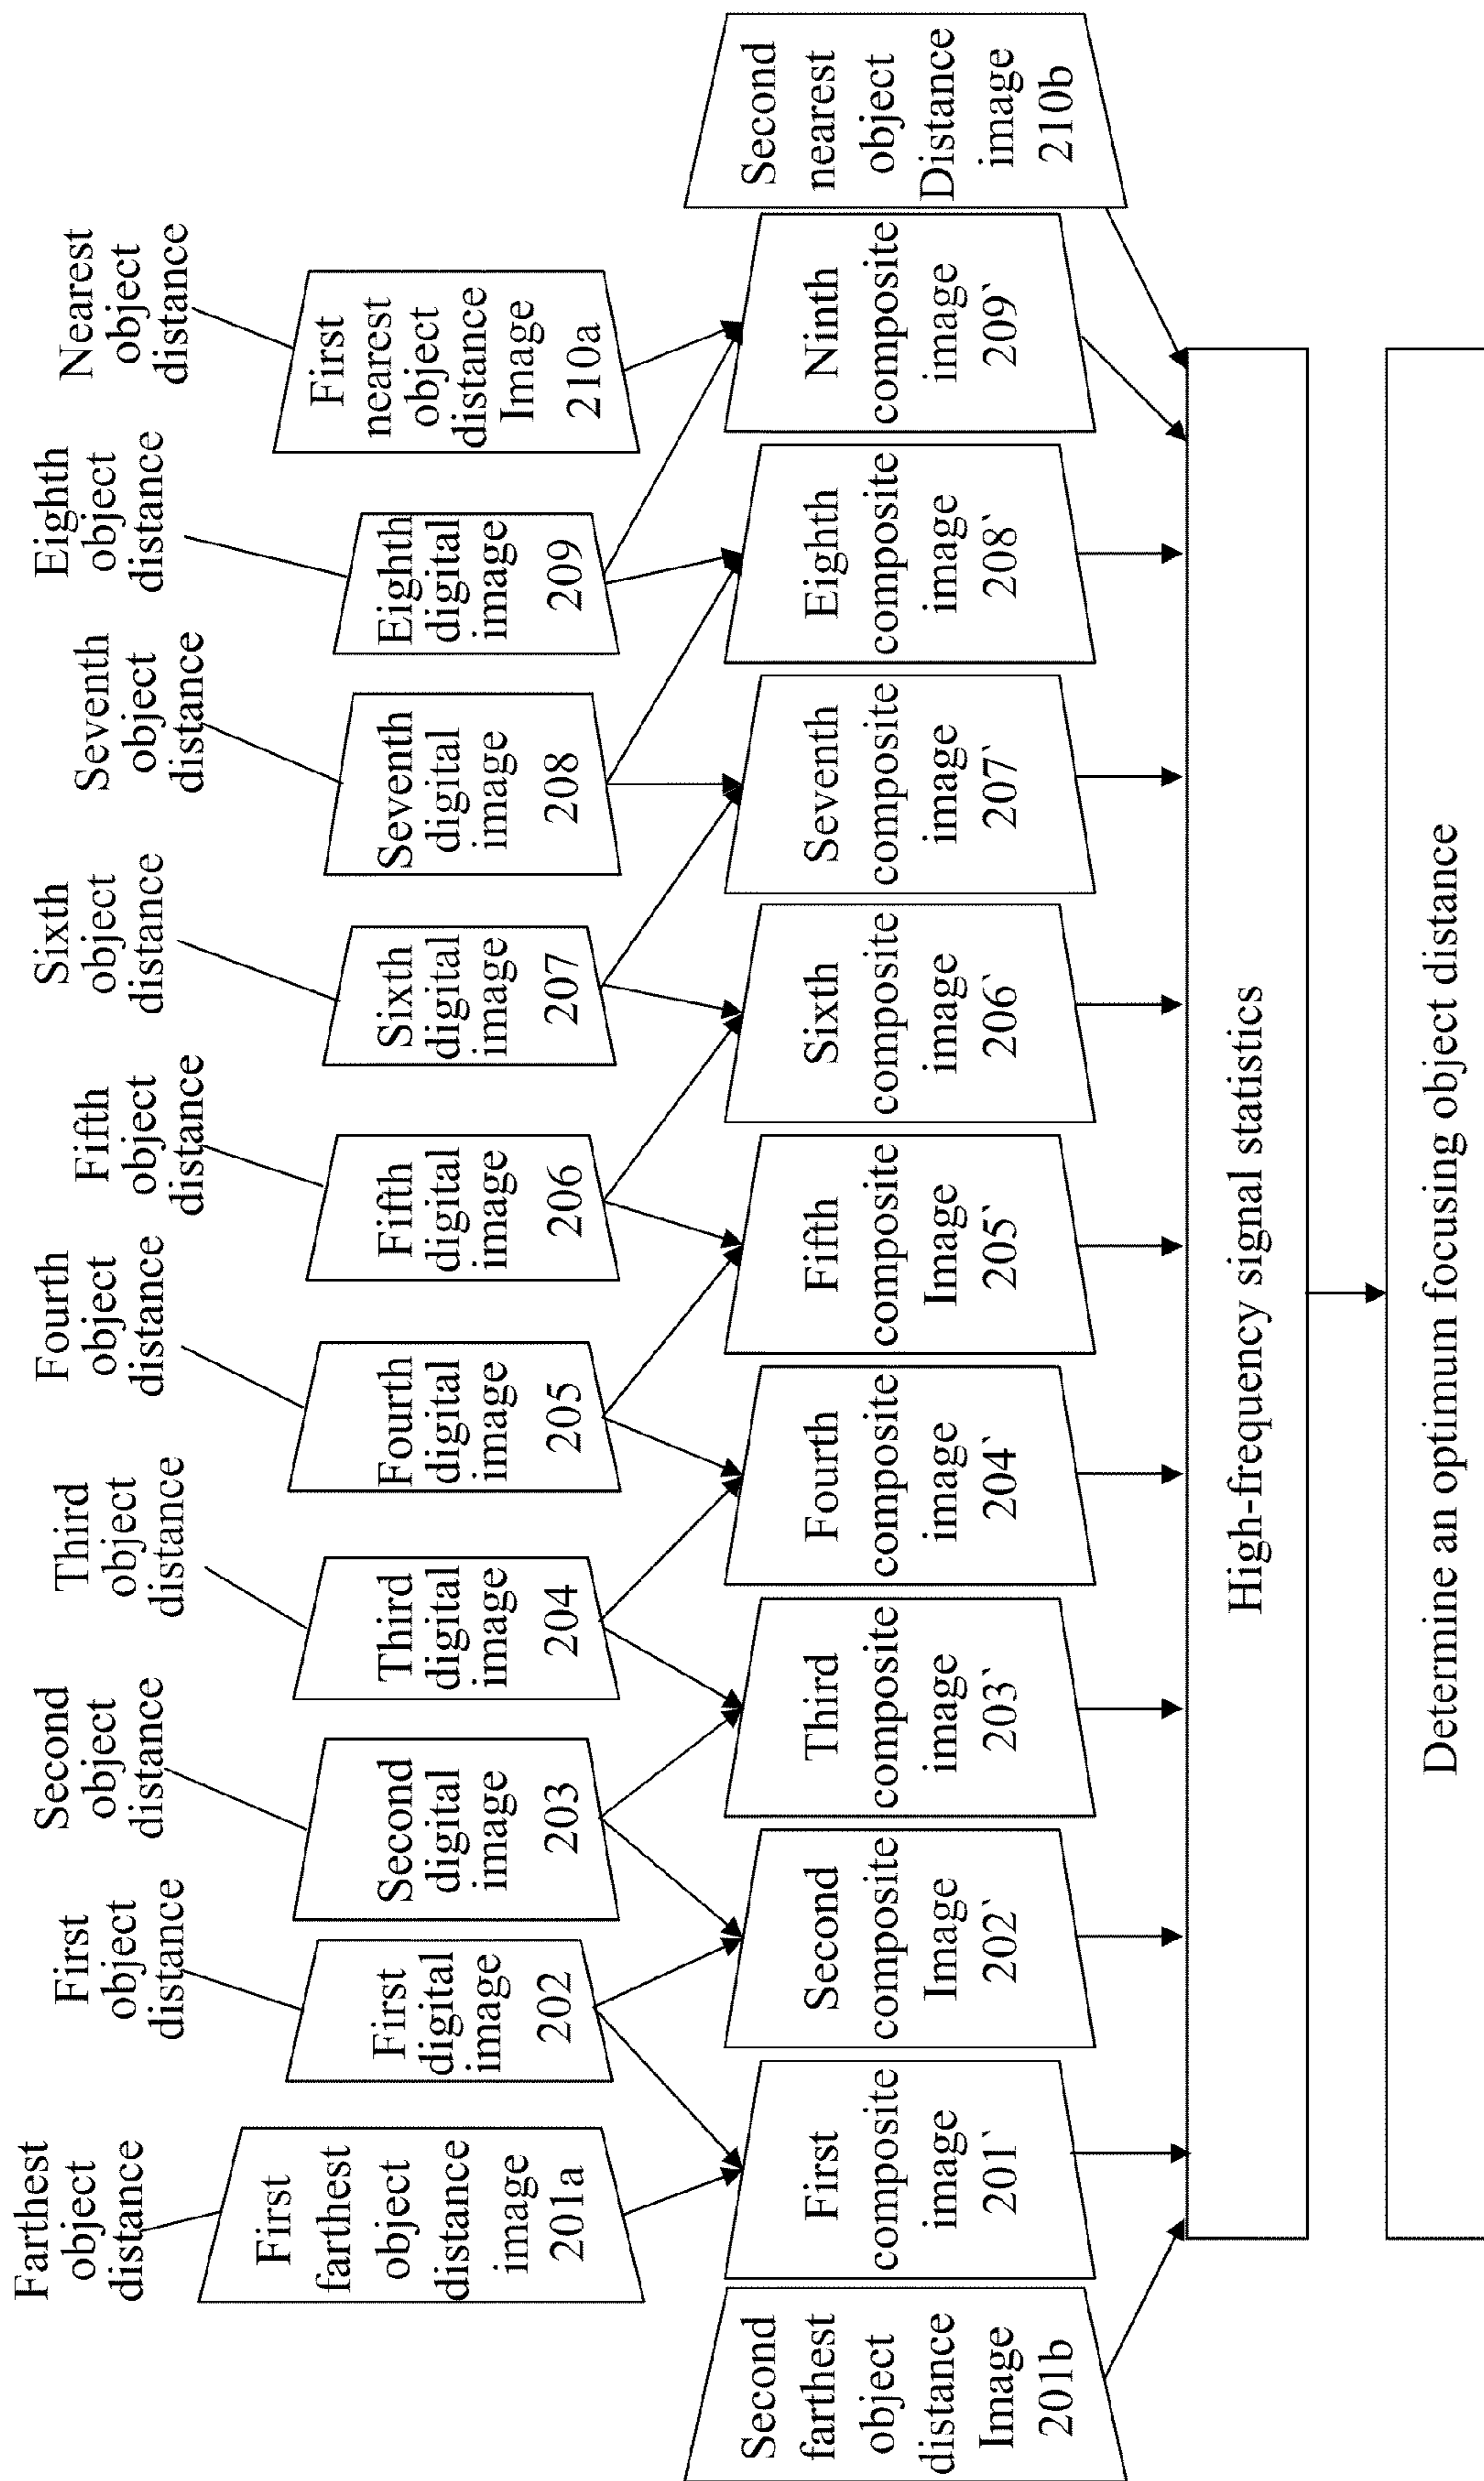 Farthest
object
distance
First
object
distance
Second
object
distance
Third
object
distance
Fourth
object
distance
Fifth
object
distance
Sixth
object
distance
Seventh
object
distance
Eighth
object
distance
Nearest
object
distance
First
farthest
object
distance
image
201a
First
digital
image
202
Second
digital
image
203
Third
digital
image
204
Fourth
digital
image
205
Fifth
digital
image
206
Sixth
digital
image
207
Seventh
digital
image
208
Eighth
digital
image
209
First
nearest
object
distance
Image
210a
Second
farthest
object
distance
Image
201b
First
composite
image
201`
Second
composite
Image
202`
Third
composite
image
203`
Fourth
composite
image
204`
Fifth
composite
Image
205`
Sixth
composite
image
206`
Seventh
composite
image
207`
Eighth
composite
image
208`
Ninth
composite
image
209`
Second
nearest
object
Distance
image
210b
High-frequency signal statistics
Determine an optimum focusing object distance